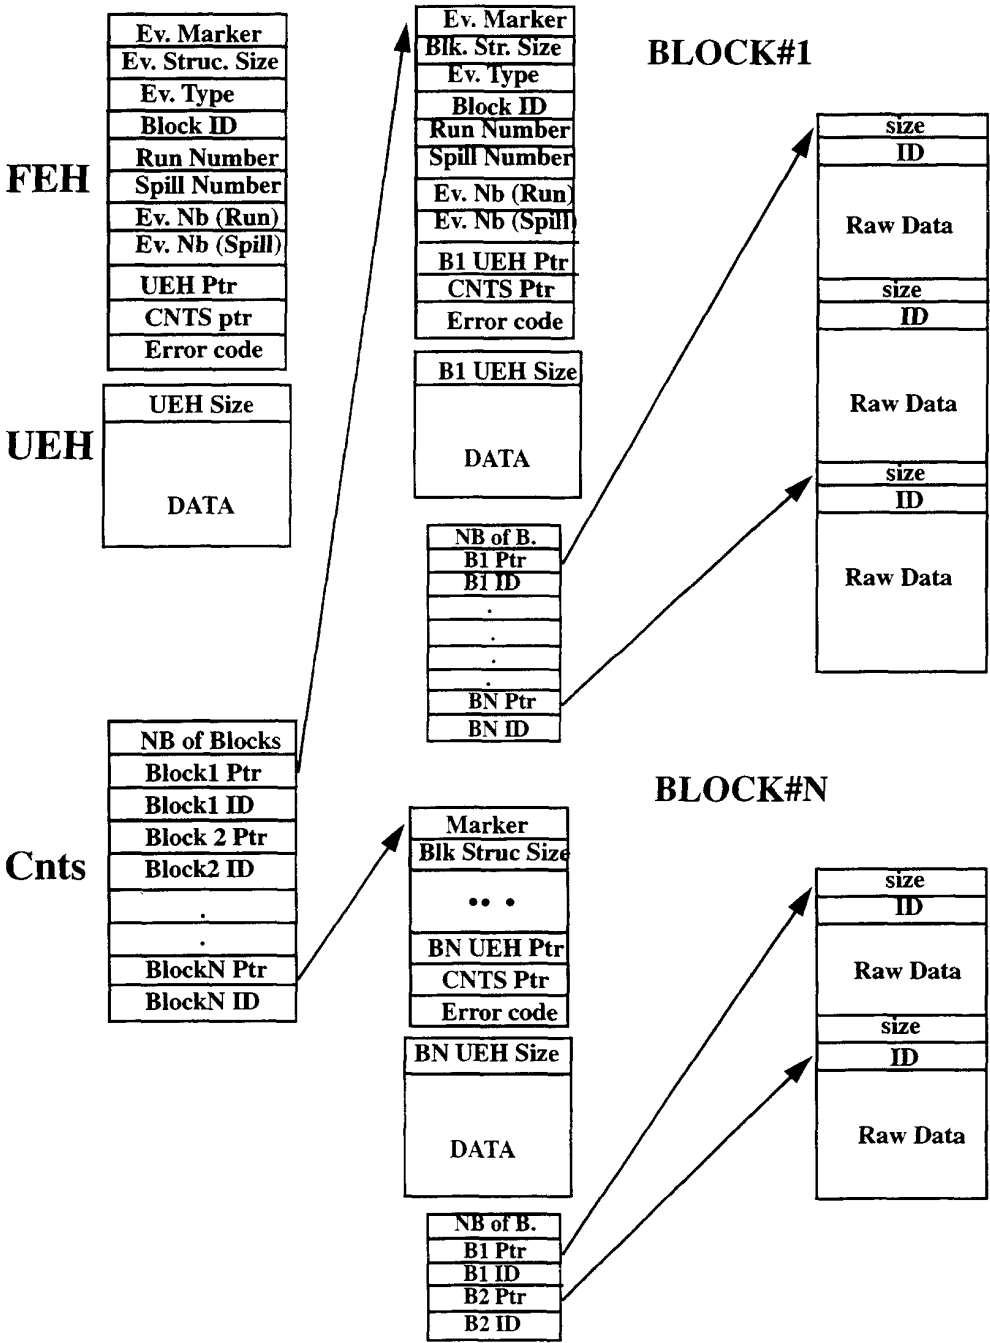 FEH
Ev. Marker
Ev. Struc. Size
Ev. Type
Block ID
Run Number
Spill Number
Ev. Nb (Run)
Ev. Nb (Spill)
UEH Ptr
CNTS ptr
Error code
UEH
UEH Size
DATA
Cnts
NB of Blocks
Block1 Ptr
Block1 ID
Block 2 Ptr
Block2 ID
.
.
BlockN Ptr
BlockN ID
BLOCK#1
Ev. Marker
Blk. Str. Size
Ev. Type
Block ID
Run Number
Spill Number
Ev. Nb (Run)
Ev. Nb (Spill)
B1 UEH Ptr
CNTS Ptr
Error code
B1 UEH Size
DATA
NB of B.
B1 Ptr
B1 ID
.
.
.
.
BN Ptr
BN ID
size
ID
Raw Data
size
ID
Raw Data
size
ID
Raw Data
BLOCK#N
Marker
Blk Struc Size
•• •
BN UEH Ptr
CNTS Ptr
Error code
BN UEH Size
DATA
NB of B.
B1 Ptr
B1 ID
B2 Ptr
B2 ID
size
ID
Raw Data
size
ID
Raw Data